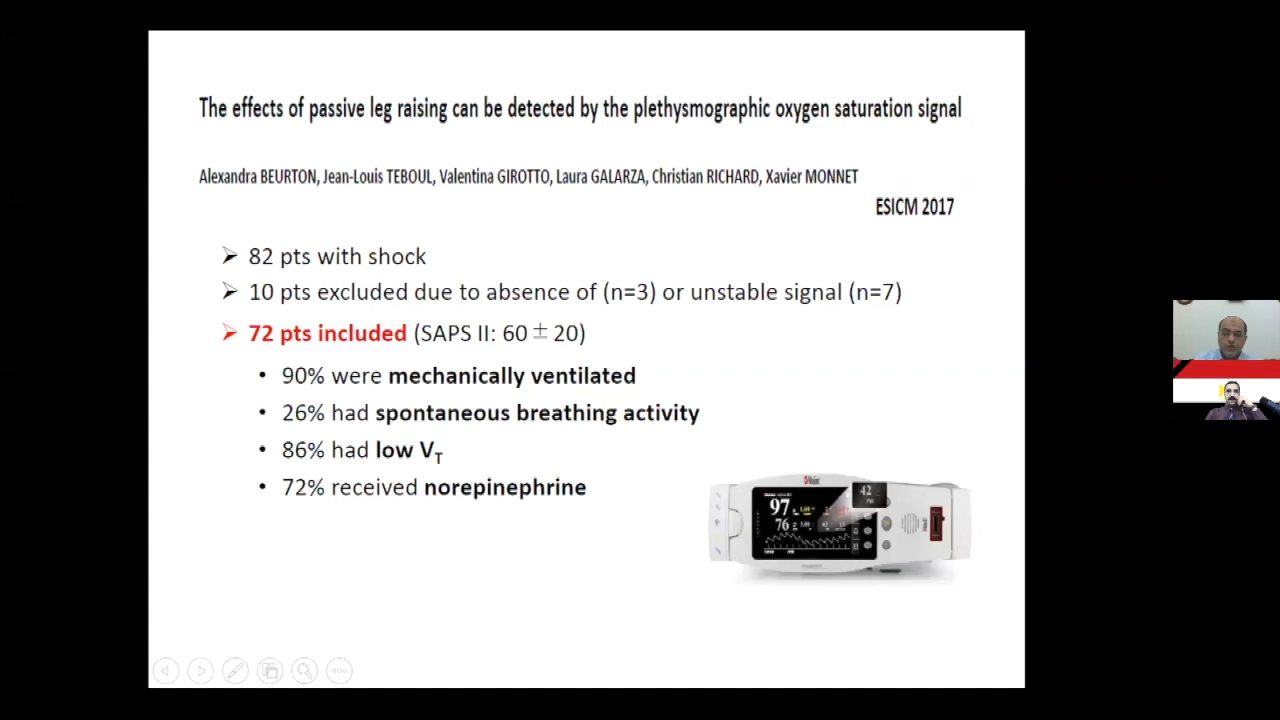 The effects of passive leg raising can be detected by the plethysmographic oxygen saturation signal
Alexandra BEURTON, Jean-Louis TEBOUL, Valentina GIROTTO, Laura GALARZA, Christian RICHARD, Xavier MONNET
ESICM 2017
➢ 82 pts with shock
➢ 10 pts excluded due to absence of (n=3) or unstable signal (n=7)
➢ 72 pts included (SAPS II: 60 ± 20)
• 90% were mechanically ventilated
• 26% had spontaneous breathing activity
• 86% had low VT
• 72% received norepinephrine
97
42
76